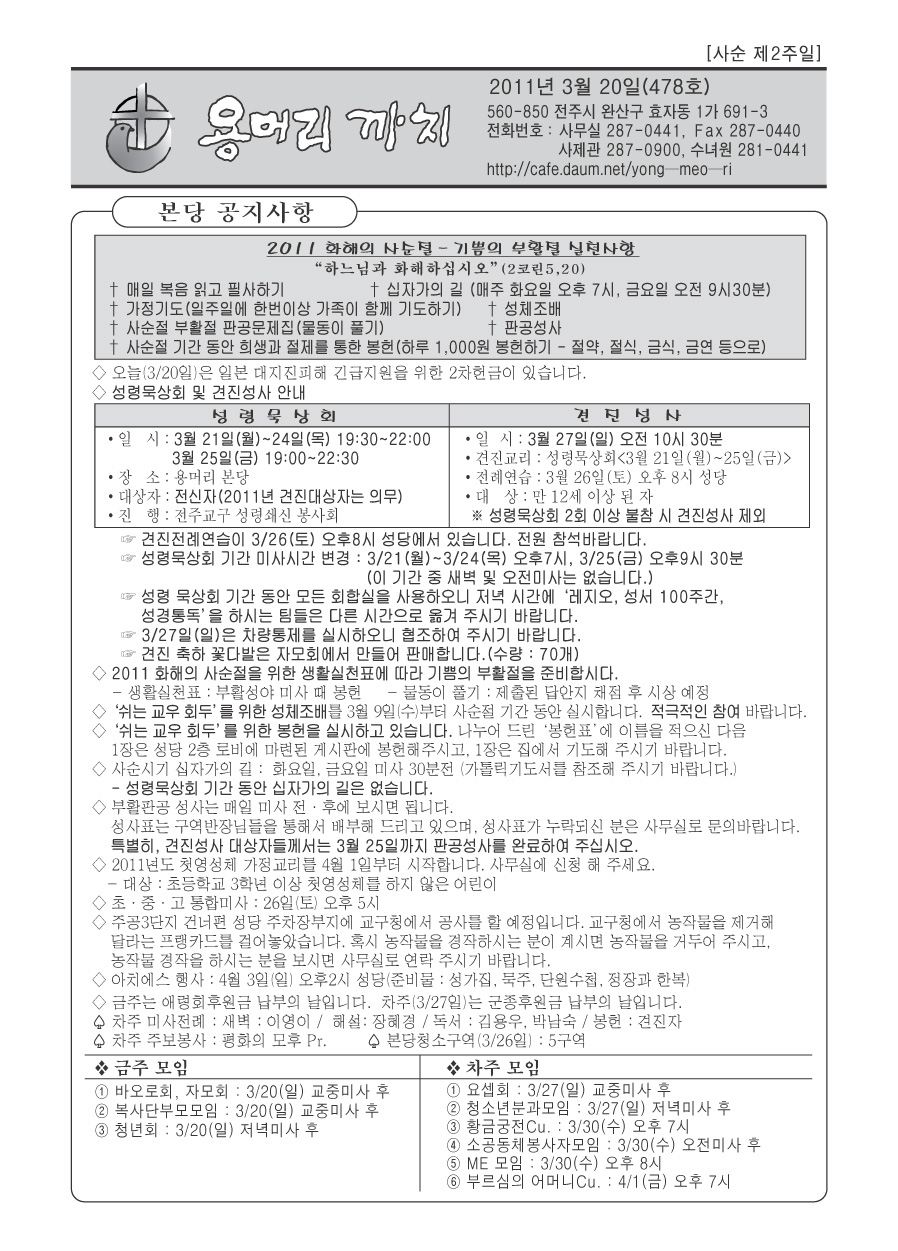 [사순 제2주일]
용머리 까치
2011년 3월 20일(478호)
560-850 전주시 완산구 효자동 1가 691-3
전화번호 : 사무실 287-0441, Fax 287-0440
사제관 287-0900, 수녀원 281-0441
http://cafe.daum.net/yong─meo─ri
본당 공지사항
2011 화해의 사순절 - 기쁨의 부활절 실천사항
“하느님과 화해하십시오”(2코린5,20)
† 매일 복음 읽고 필사하기 † 십자가의 길 (매주 화요일 오후 7시, 금요일 오전 9시30분)
† 가정기도(일주일에 한번이상 가족이 함께 기도하기) † 성체조배
† 사순절 부활절 판공문제집(물동이 풀기) † 판공성사
† 사순절 기간 동안 희생과 절제를 통한 봉헌(하루 1,000원 봉헌하기 - 절약, 절식, 금식, 금연 등으로)
◇ 오늘(3/20일)은 일본 대지진피해 긴급지원을 위한 2차헌금이 있습니다.
◇ 성령묵상회 및 견진성사 안내
성 령 묵 상 회
• 일 시 : 3월 21일(월)~24일(목) 19:30~22:00
3월 25일(금) 19:00~22:30
• 장 소 : 용머리 본당
• 대상자 : 전신자(2011년 견진대상자는 의무)
• 진 행 : 전주교구 성령쇄신 봉사회
견 진 성 사
• 일 시 : 3월 27일(일) 오전 10시 30분
• 견진교리 : 성령묵상회<3월 21일(월)~25일(금)>
• 전례연습 : 3월 26일(토) 오후 8시 성당
• 대 상 : 만 12세 이상 된 자
※ 성령묵상회 2회 이상 불참 시 견진성사 제외
☞ 견진전례연습이 3/26(토) 오후8시 성당에서 있습니다. 전원 참석바랍니다.
☞ 성령묵상회 기간 미사시간 변경 : 3/21(월)~3/24(목) 오후7시, 3/25(금) 오후9시 30분
(이 기간 중 새벽 및 오전미사는 없습니다.)
☞ 성령 묵상회 기간 동안 모든 회합실을 사용하오니 저녁 시간에 ‘레지오, 성서 100주간,
성경통독’을 하시는 팀들은 다른 시간으로 옮겨 주시기 바랍니다.
☞ 3/27일(일)은 차량통제를 실시하오니 협조하여 주시기 바랍니다.
☞ 견진 축하 꽃다발은 자모회에서 만들어 판매합니다.(수량 : 70개)
◇ 2011 화해의 사순절을 위한 생활실천표에 따라 기쁨의 부활절을 준비합시다.
- 생활실천표 : 부활성야 미사 때 봉헌 - 물동이 풀기 : 제출된 답안지 채점 후 시상 예정
◇ ‘쉬는 교우 회두’를 위한 성체조배를 3월 9일(수)부터 사순절 기간 동안 실시합니다. 적극적인 참여 바랍니다.
◇ ‘쉬는 교우 회두’를 위한 봉헌을 실시하고 있습니다. 나누어 드린 ‘봉헌표’에 이름을 적으신 다음
1장은 성당 2층 로비에 마련된 게시판에 봉헌해주시고, 1장은 집에서 기도해 주시기 바랍니다.
◇ 사순시기 십자가의 길 : 화요일, 금요일 미사 30분전 (가톨릭기도서를 참조해 주시기 바랍니다.)
- 성령묵상회 기간 동안 십자가의 길은 없습니다.
◇ 부활판공 성사는 매일 미사 전 · 후에 보시면 됩니다.
성사표는 구역반장님들을 통해서 배부해 드리고 있으며, 성사표가 누락되신 분은 사무실로 문의바랍니다.
특별히, 견진성사 대상자들께서는 3월 25일까지 판공성사를 완료하여 주십시오.
◇ 2011년도 첫영성체 가정교리를 4월 1일부터 시작합니다. 사무실에 신청 해 주세요.
- 대상 : 초등학교 3학년 이상 첫영성체를 하지 않은 어린이
◇ 초 · 중 · 고 통합미사 : 26일(토) 오후 5시
◇ 주공3단지 건너편 성당 주차장부지에 교구청에서 공사를 할 예정입니다. 교구청에서 농작물을 제거해
달라는 프랭카드를 걸어놓았습니다. 혹시 농작물을 경작하시는 분이 계시면 농작물을 거두어 주시고,
농작물 경작을 하시는 분을 보시면 사무실로 연락 주시기 바랍니다.
◇ 아치에스 행사 : 4월 3일(일) 오후2시 성당(준비물 : 성가집, 묵주, 단원수첩, 정장과 한복)
◇ 금주는 애령회후원금 납부의 날입니다. 차주(3/27일)는 군종후원금 납부의 날입니다.
♤ 차주 미사전례 : 새벽 : 이영이 / 해설: 장혜경 / 독서 : 김용우, 박남숙 / 봉헌 : 견진자
♤ 차주 주보봉사 : 평화의 모후 Pr. ♤ 본당청소구역(3/26일) : 5구역
❖ 금주 모임
① 바오로회, 자모회 : 3/20(일) 교중미사 후
② 복사단부모모임 : 3/20(일) 교중미사 후
③ 청년회 : 3/20(일) 저녁미사 후
❖ 차주 모임
① 요셉회 : 3/27(일) 교중미사 후
② 청소년분과모임 : 3/27(일) 저녁미사 후
③ 황금궁전Cu. : 3/30(수) 오후 7시
④ 소공동체봉사자모임 : 3/30(수) 오전미사 후
⑤ ME 모임 : 3/30(수) 오후 8시
⑥ 부르심의 어머니Cu. : 4/1(금) 오후 7시